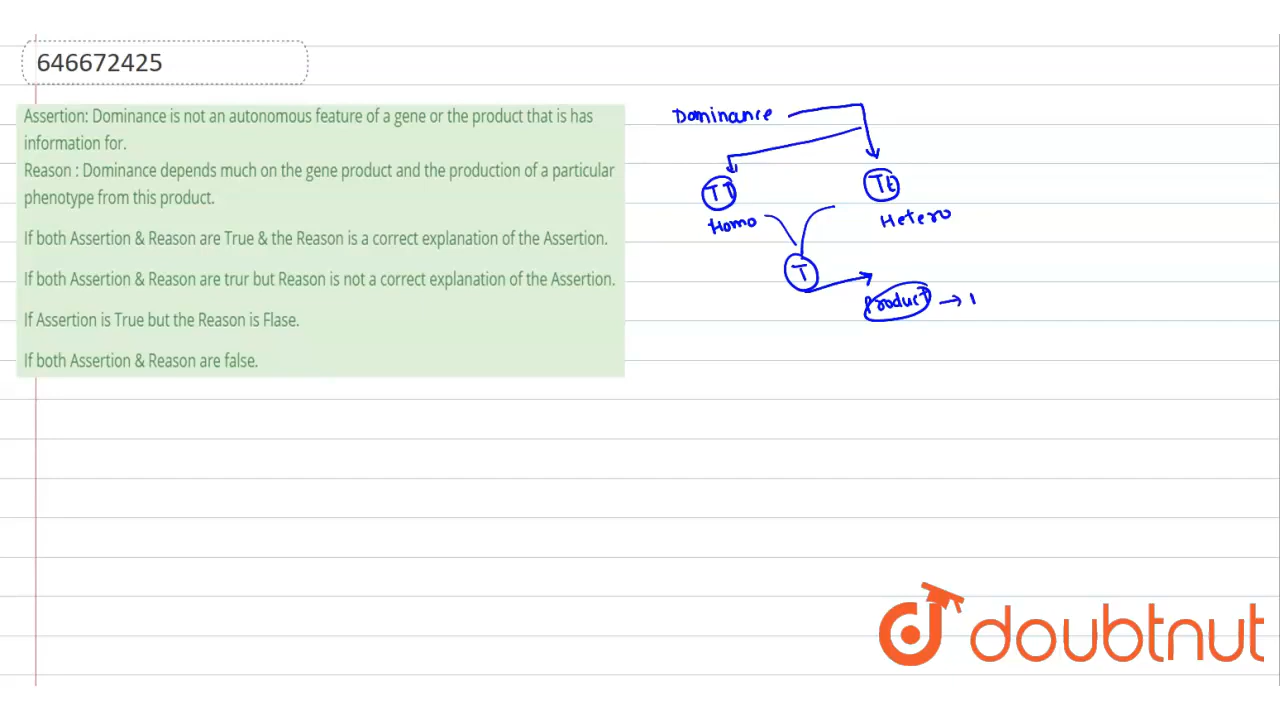 646672425
Assertion: Dominance is not an autonomous feature of a gene or the product that is has
information for.
Reason : Dominance depends much on the gene product and the production of a particular
phenotype from this product.
If both Assertion & Reason are True & the Reason is a correct explanation of the Assertion.
If both Assertion & Reason are trur but Reason is not a correct explanation of the Assertion.
If Assertion is True but the Reason is Flase.
If both Assertion & Reason are false.
Dominance
TT
Tt
Homo
Hetero
T
Product
doubtnut